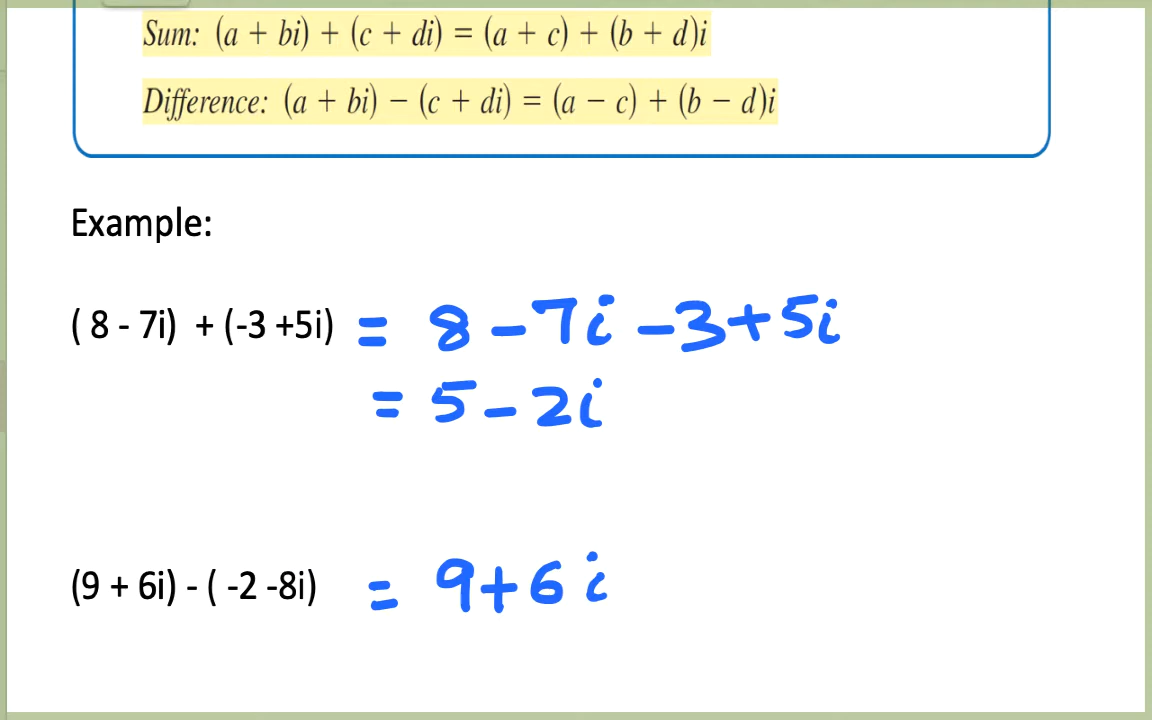 Sum: (a + bi) + (c + di) = (a + c) + (b + d)i
Difference: (a + bi) − (c + di) = (a − c) + (b − d)i
Example:
( 8 - 7i) + (-3 +5i) = 8 - 7i - 3 + 5i
= 5 - 2i
(9 + 6i) - ( -2 -8i) = 9 + 6i